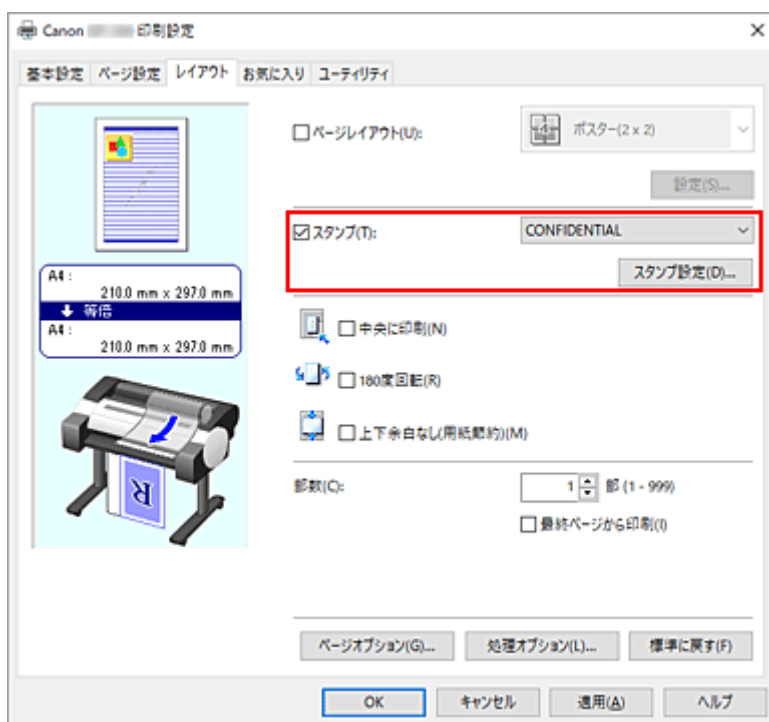 Canon 印刷設定
基本設定 ページ設定 レイアウト お気に入り ユーティリティ
ページレイアウト(U): ポスター(2 x 2)
設定(S)...
スタンプ(T): CONFIDENTIAL
スタンプ設定(D)...
A4 :
210.0 mm x 297.0 mm
等倍
A4 :
210.0 mm x 297.0 mm
中央に印刷(N)
180度回転(R)
上下余白なし(用紙節約)(M)
R
部数(C): 1 部 (1 - 999)
最終ページから印刷(I)
ページオプション(G)... 処理オプション(L)... 標準に戻す(F)
OK キャンセル 適用(A) ヘルプ